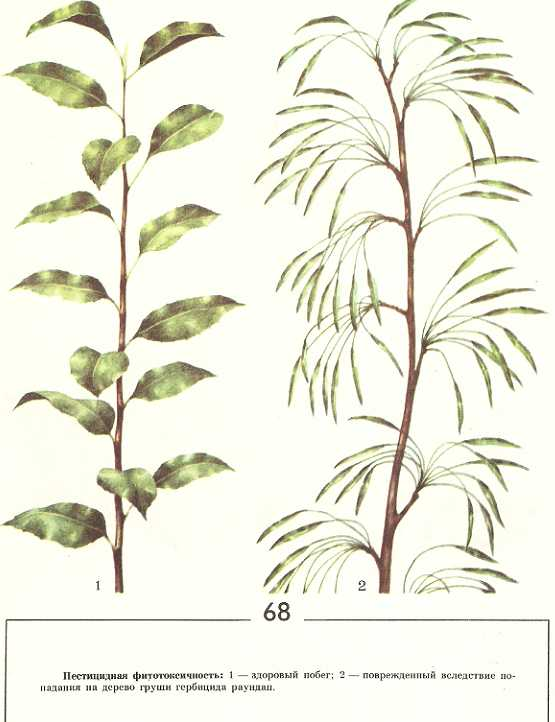 1
2
68
Пестицидная фитотоксичность: 1 — здоровый побег; 2 — поврежденный вследствие по-
падания на дерево груши гербицида раундап.